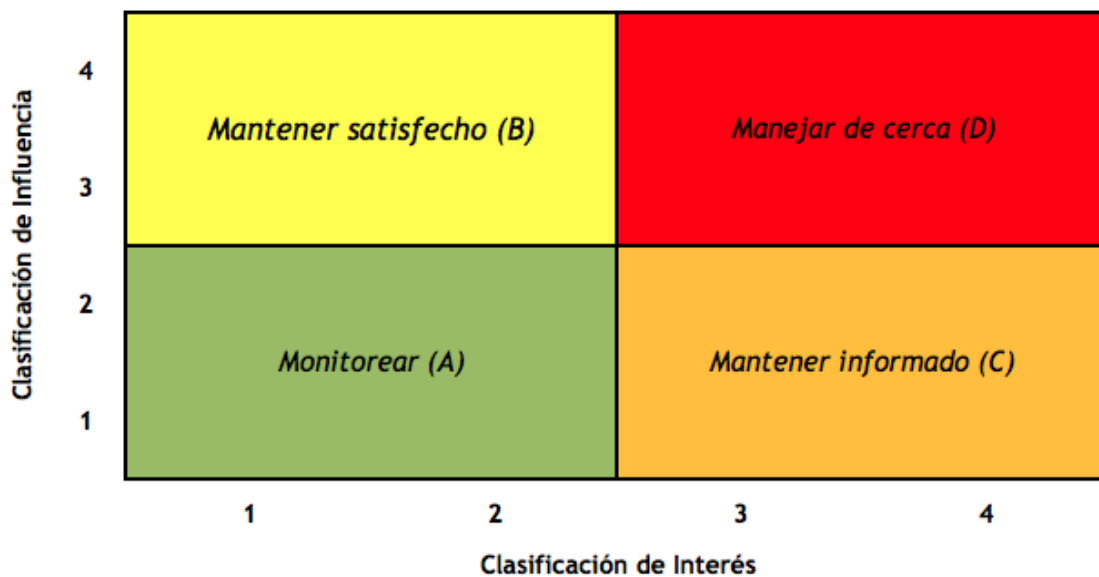 Clasificación de Influencia
4
Mantener satisfecho (B)
Manejar de cerca (D)
3
2
Monitorear (A)
Mantener informado (C)
1
1
2
3
4
Clasificación de Interés